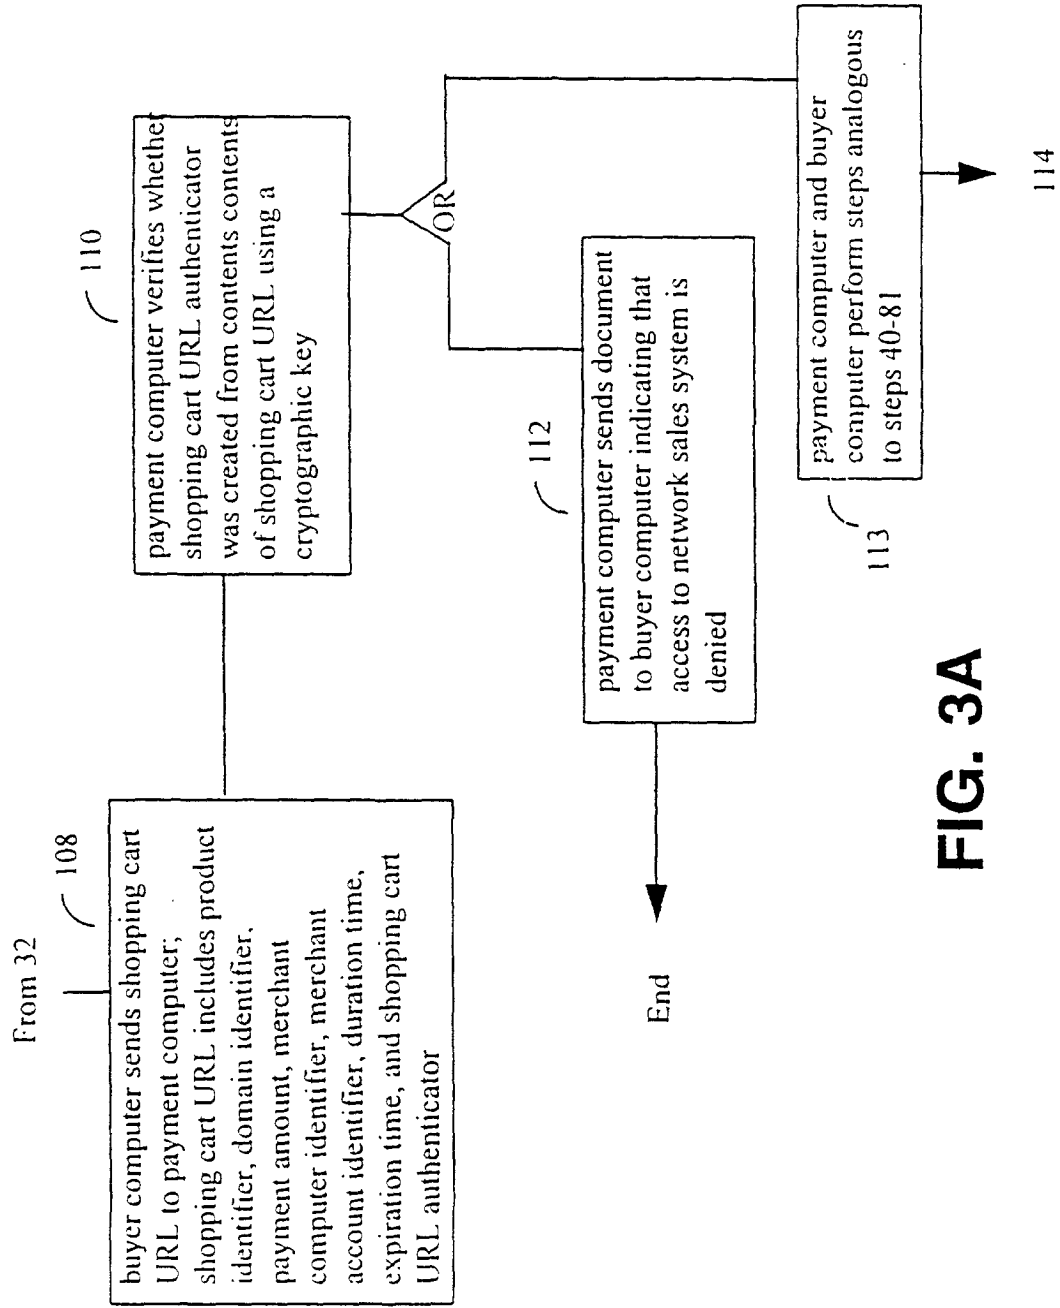 From 32
108
buyer computer sends shopping cart
URL to payment computer;
shopping cart URL includes product
identifier, domain identifier,
payment amount, merchant
computer identifier, merchant
account identifier, duration time,
expiration time, and shopping cart
URL authenticator
110
payment computer verifies whether
shopping cart URL authenticator
was created from contents contents
of shopping cart URL using a
cryptographic key
OR
112
payment computer sends document
to buyer computer indicating that
access to network sales system is
denied
End
113
payment computer and buyer
computer perform steps analogous
to steps 40-81
114
FIG. 3A